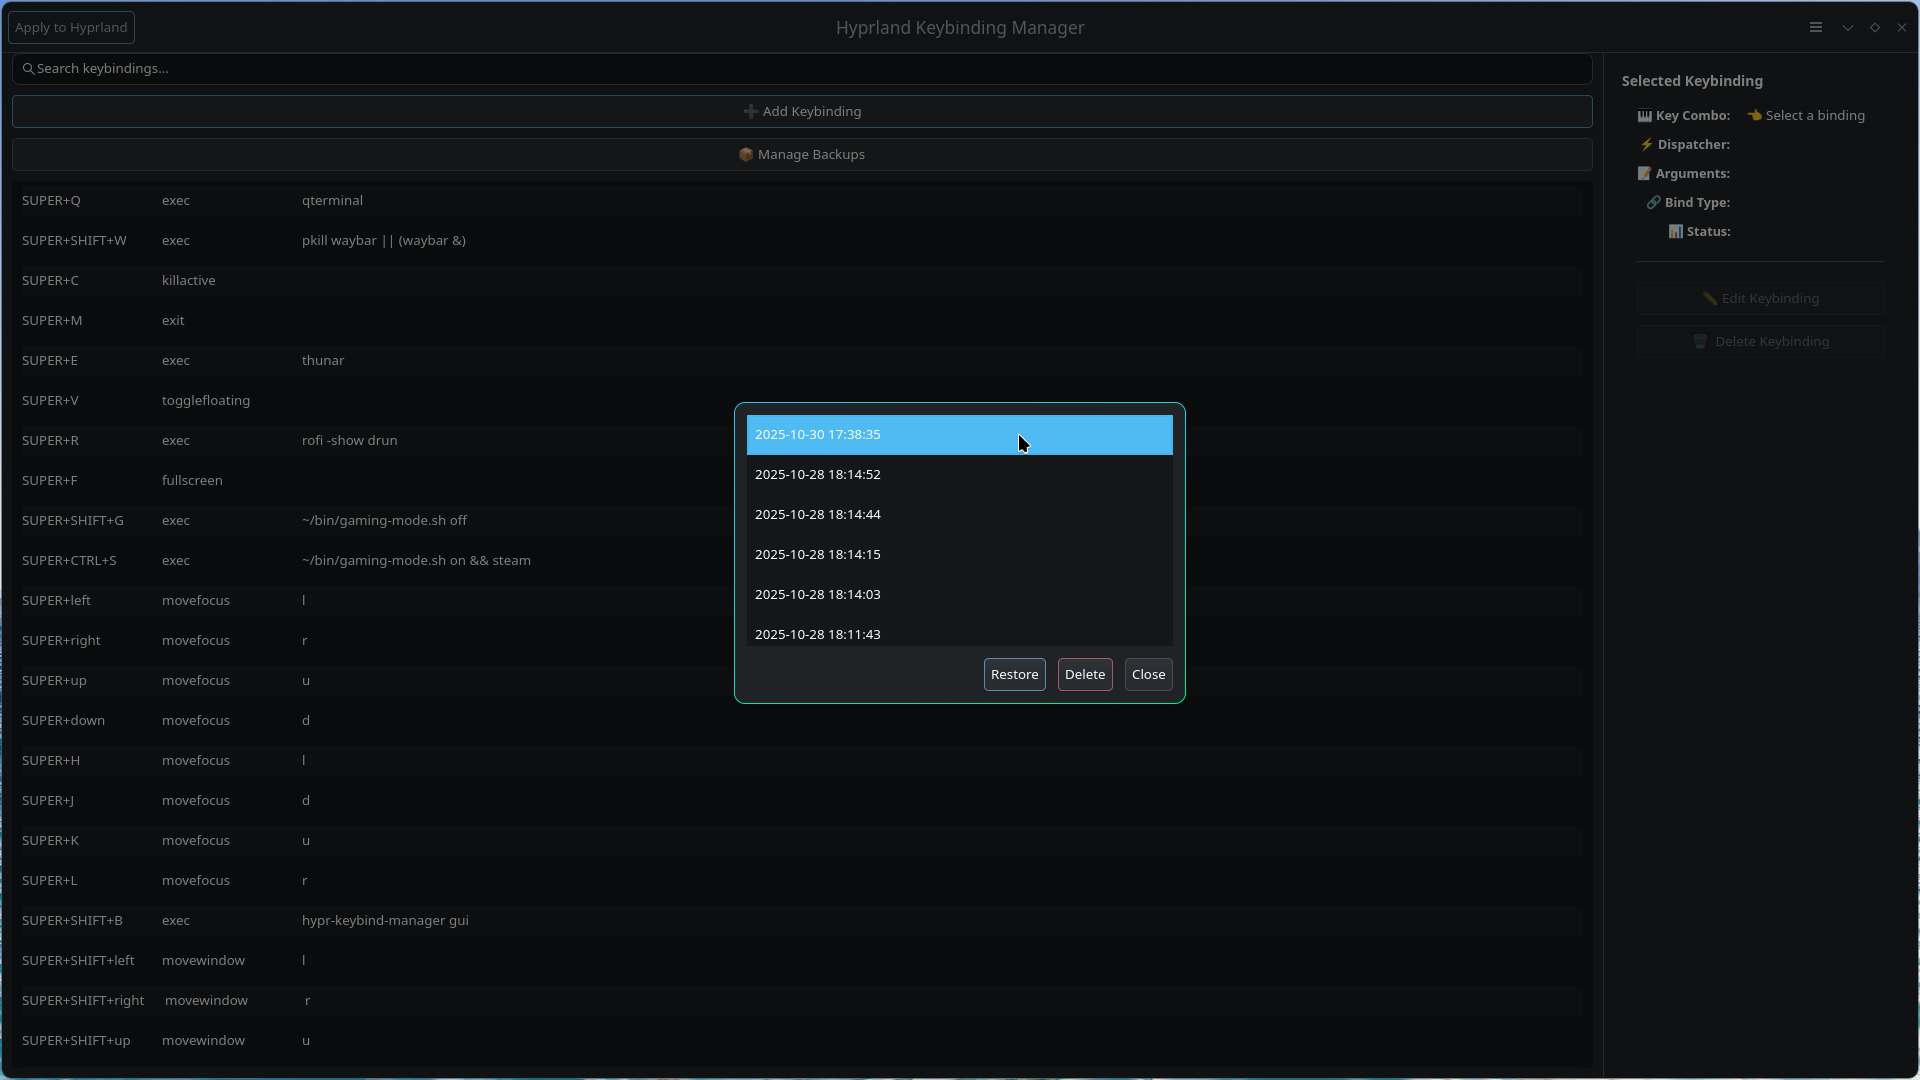 Apply to Hyprland
Hyprland Keybinding Manager
Search keybindings...
➕ Add Keybinding
📦 Manage Backups
SUPER+Q exec qterminal
SUPER+SHIFT+W exec pkill waybar || (waybar &)
SUPER+C killactive
SUPER+M exit
SUPER+E exec thunar
SUPER+V togglefloating
SUPER+R exec rofi -show drun
SUPER+F fullscreen
SUPER+SHIFT+G exec ~/bin/gaming-mode.sh off
SUPER+CTRL+S exec ~/bin/gaming-mode.sh on && steam
SUPER+left movefocus l
SUPER+right movefocus r
SUPER+up movefocus u
SUPER+down movefocus d
SUPER+H movefocus l
SUPER+J movefocus d
SUPER+K movefocus u
SUPER+L movefocus r
SUPER+SHIFT+B exec hypr-keybind-manager gui
SUPER+SHIFT+left movewindow l
SUPER+SHIFT+right movewindow r
SUPER+SHIFT+up movewindow u
2025-10-30 17:38:35
2025-10-28 18:14:52
2025-10-28 18:14:44
2025-10-28 18:14:15
2025-10-28 18:14:03
2025-10-28 18:11:43
Restore Delete Close
Selected Keybinding
🎹 Key Combo: 👈 Select a binding
⚡ Dispatcher:
📝 Arguments:
🔗 Bind Type:
📊 Status:
✏️ Edit Keybinding
🗑️ Delete Keybinding